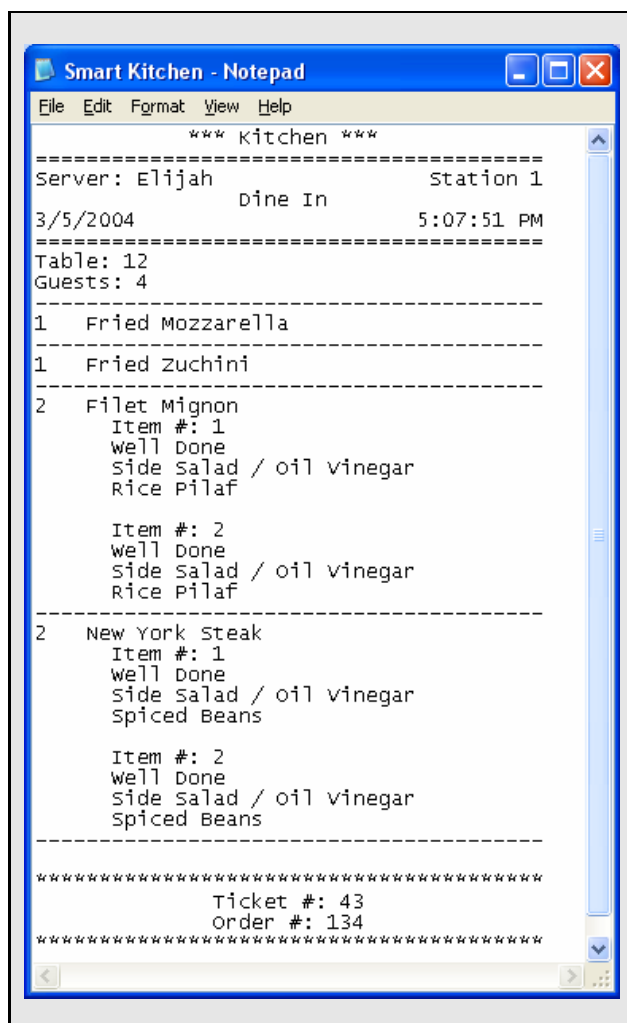 Smart Kitchen - Notepad
File Edit Format View Help
*** Kitchen ***
========================================
Server: Elijah Station 1
Dine In
3/5/2004 5:07:51 PM
========================================
Table: 12
Guests: 4
----------------------------------------
1 Fried Mozzarella
----------------------------------------
1 Fried Zuchini
----------------------------------------
2 Filet Mignon
Item #: 1
Well Done
Side Salad / Oil Vinegar
Rice Pilaf
Item #: 2
Well Done
Side Salad / Oil Vinegar
Rice Pilaf
----------------------------------------
2 New York Steak
Item #: 1
Well Done
Side Salad / Oil Vinegar
Spiced Beans
Item #: 2
Well Done
Side Salad / Oil Vinegar
Spiced Beans
----------------------------------------
****************************************
Ticket #: 43
Order #: 134
****************************************